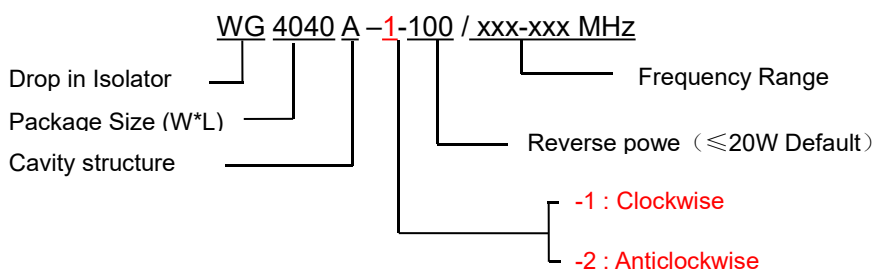 WG 4040 A –1-100 / xxx-xxx MHz
Drop in Isolator
Frequency Range
Package Size (W*L)
Reverse powe（≤20W Default）
Cavity structure
-1 : Clockwise
-2 : Anticlockwise